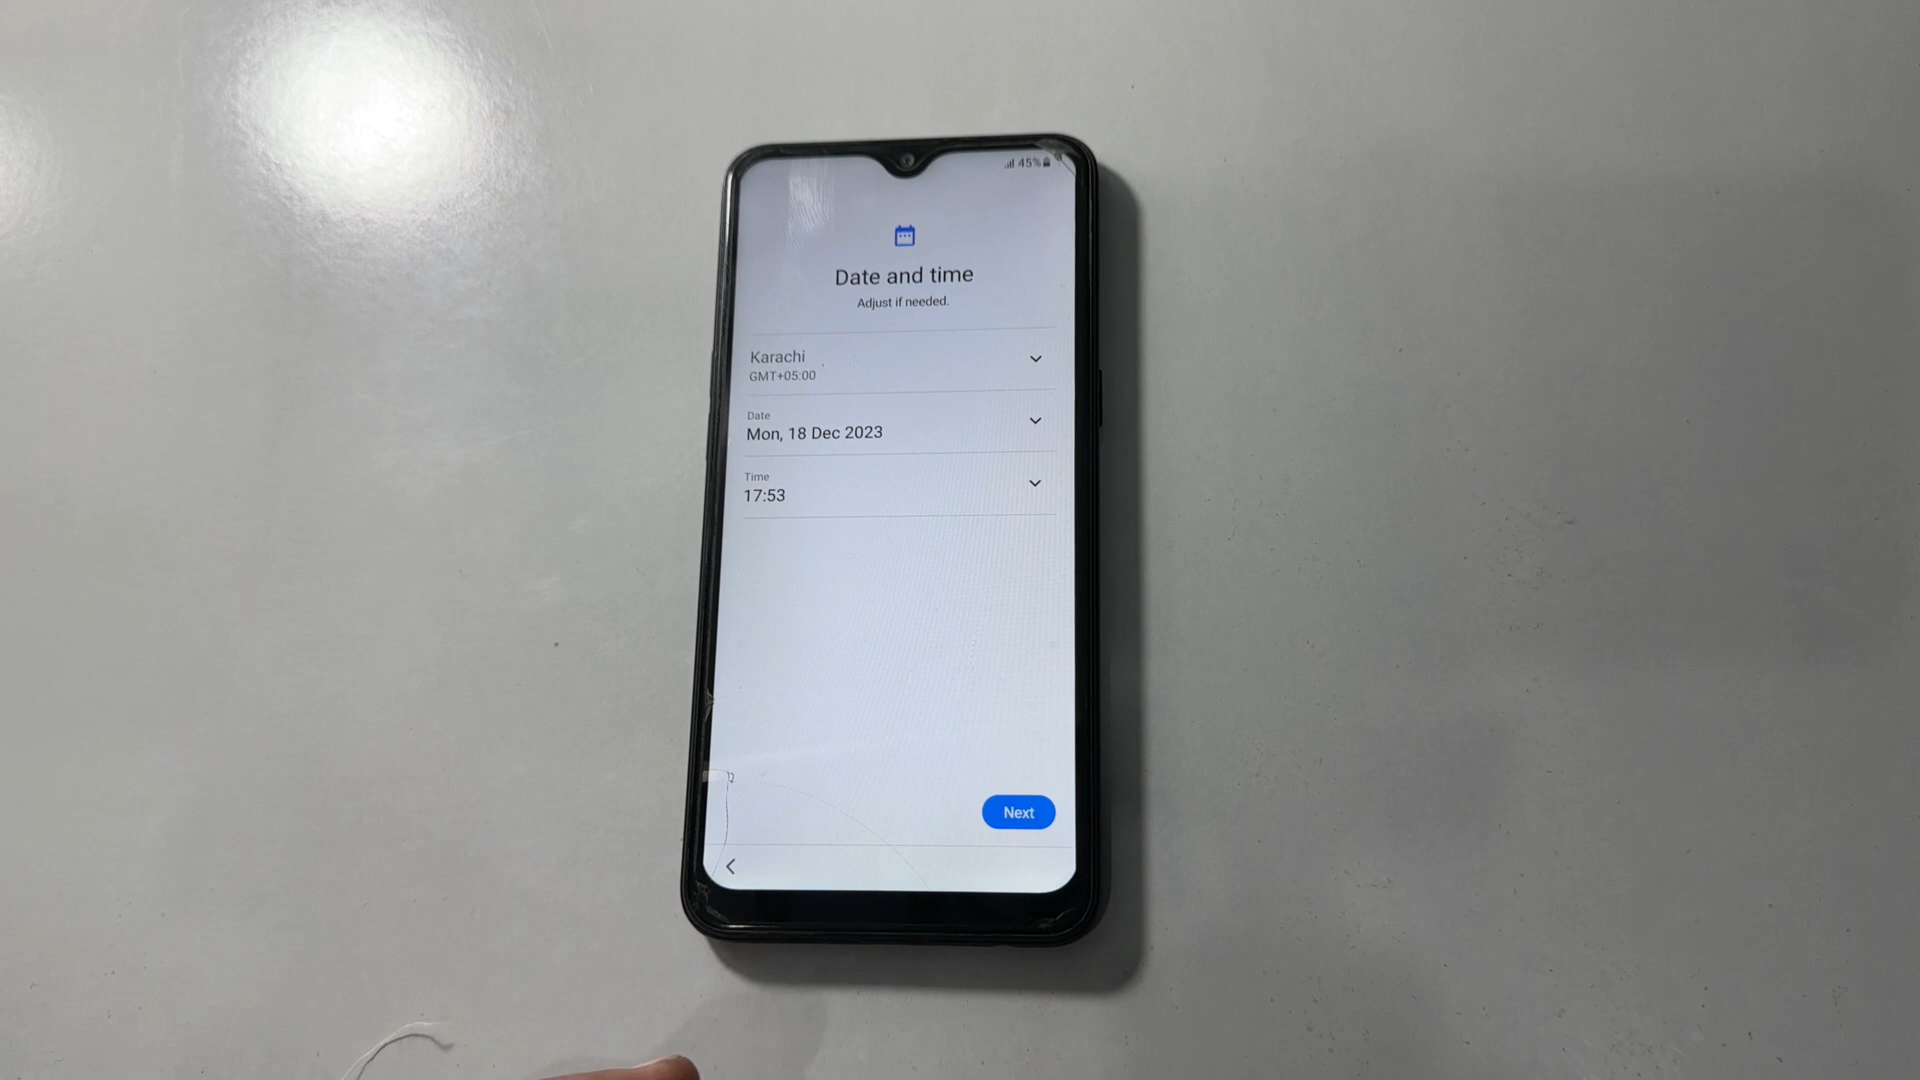 45%
Date and time
Adjust if needed.
Karachi
GMT+05:00
Date
Mon, 18 Dec 2023
Time
17:53
Next